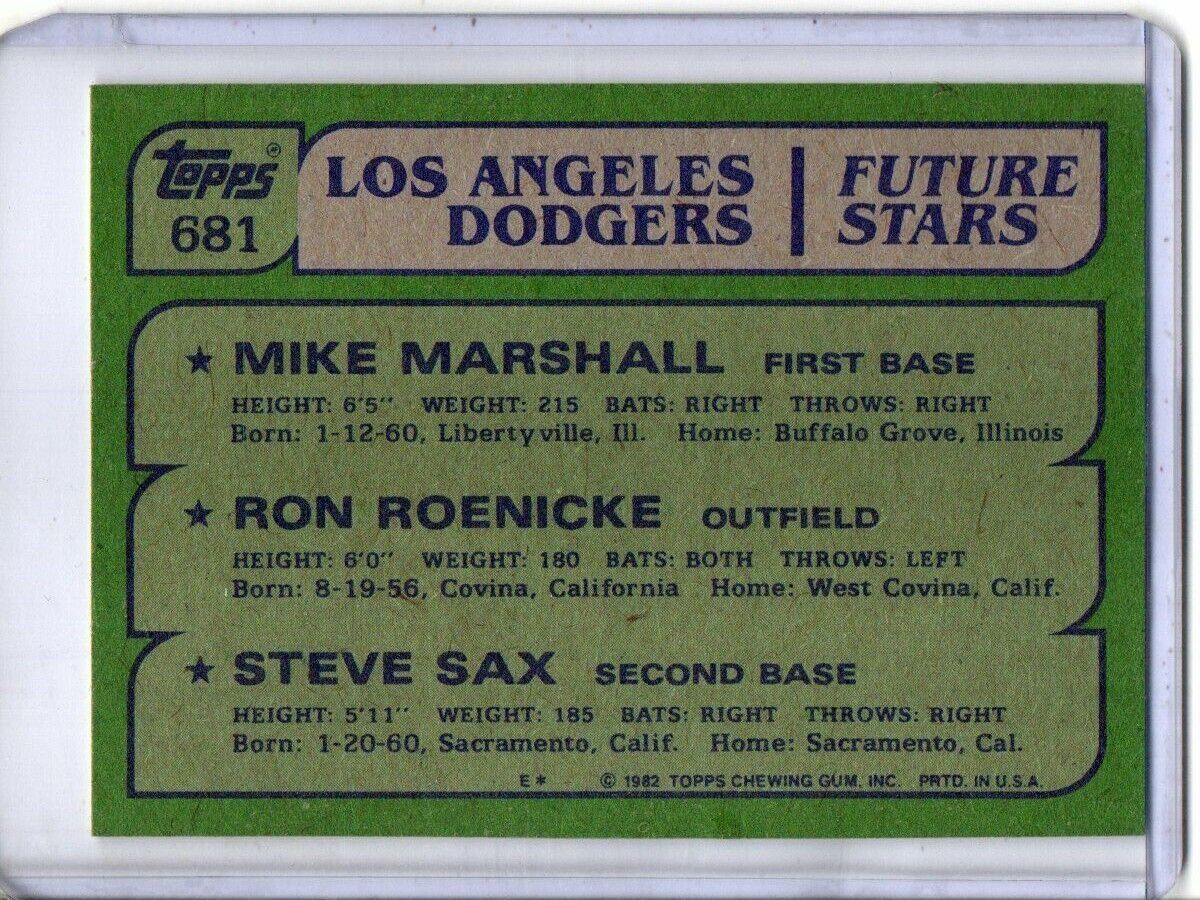 Topps
681
LOS ANGELES DODGERS | FUTURE STARS
★ MIKE MARSHALL FIRST BASE
HEIGHT: 6'5" WEIGHT: 215 BATS: RIGHT THROWS: RIGHT
Born: 1-12-60, Libertyville, Ill. Home: Buffalo Grove, Illinois
★ RON ROENICKE OUTFIELD
HEIGHT: 6'0" WEIGHT: 180 BATS: BOTH THROWS: LEFT
Born: 8-19-56, Covina, California Home: West Covina, Calif.
★ STEVE SAX SECOND BASE
HEIGHT: 5'11" WEIGHT: 185 BATS: RIGHT THROWS: RIGHT
Born: 1-20-60, Sacramento, Calif. Home: Sacramento, Cal.
E* © 1982 TOPPS CHEWING GUM, INC. PRTD. IN U.S.A.